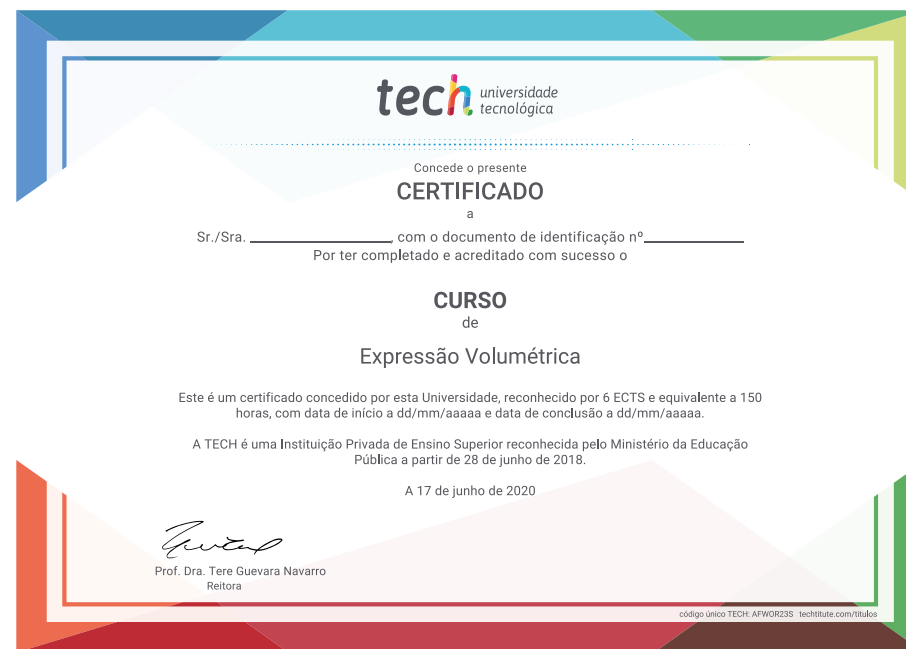 tech universidade
tecnológica
Concede o presente
CERTIFICADO
a
Sr./Sra. , com o documento de identificação nº
Por ter completado e acreditado com sucesso o
CURSO
de
Expressão Volumétrica
Este é um certificado concedido por esta Universidade, reconhecido por 6 ECTS e equivalente a 150
horas, com data de início a dd/mm/aaaaa e data de conclusão a dd/mm/aaaaa.
A TECH é uma Instituição Privada de Ensino Superior reconhecida pelo Ministério da Educação
Pública a partir de 28 de junho de 2018.
A 17 de junho de 2020
Prof. Dra. Tere Guevara Navarro
Reitora
código único TECH: AFWOR23S techtitute.com/titulos